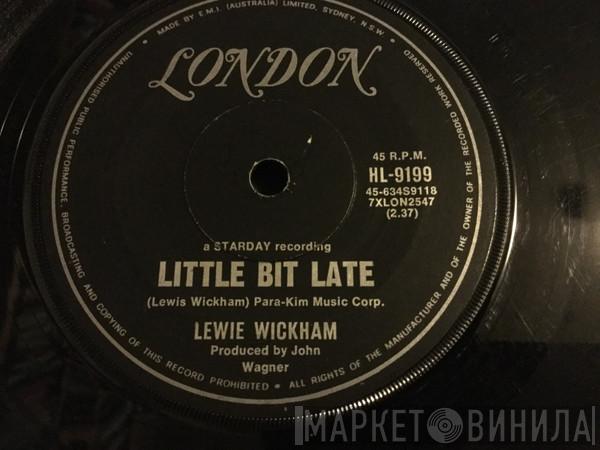 MADE BY E.M.I. (AUSTRALIA) LIMITED, SYDNEY, N.S.W.
UNAUTHORISED PUBLIC PERFORMANCE, BROADCASTING AND COPYING OF THIS RECORD PROHIBITED • ALL RIGHTS OF THE MANUFACTURER AND OF THE OWNER OF THE RECORDED WORK RESERVED
LONDON
45 R.P.M.
HL-9199
45-634S9118
7XLON2547
(2.37)
a STARDAY recording
LITTLE BIT LATE
(Lewis Wickham) Para-Kim Music Corp.
LEWIE WICKHAM
Produced by John
Wagner
МАРКЕТ ВИНИЛА